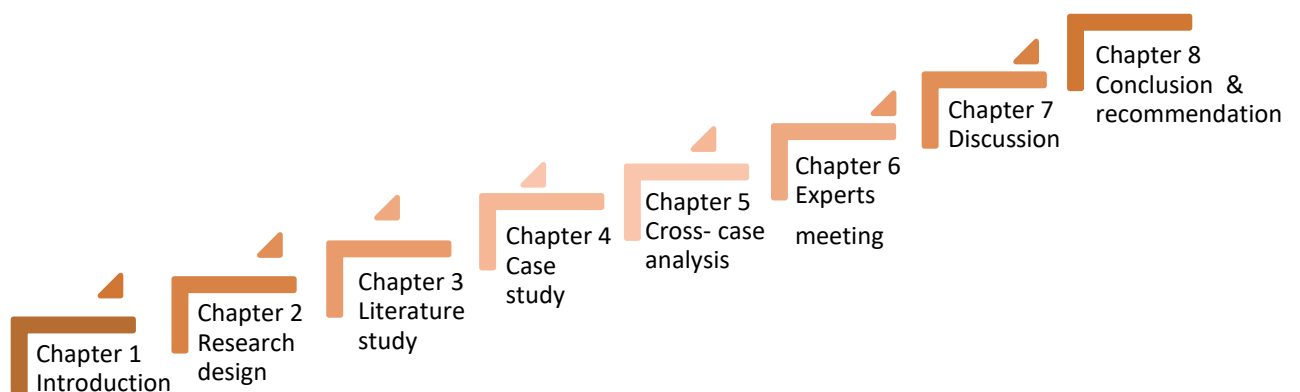 Chapter 1
Introduction
Chapter 2
Research
design
Chapter 3
Literature
study
Chapter 4
Case
study
Chapter 5
Cross- case
analysis
Chapter 6
Experts
meeting
Chapter 7
Discussion
Chapter 8
Conclusion &
recommendation